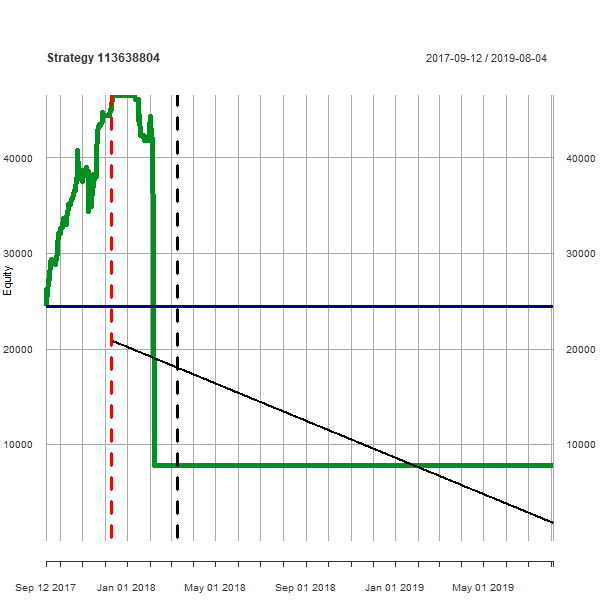 Strategy 113638804
2017-09-12 / 2019-08-04
40000
40000
30000
30000
Equity
20000
20000
10000
10000
Sep 12 2017
Jan 01 2018
May 01 2018
Sep 01 2018
Jan 01 2019
May 01 2019